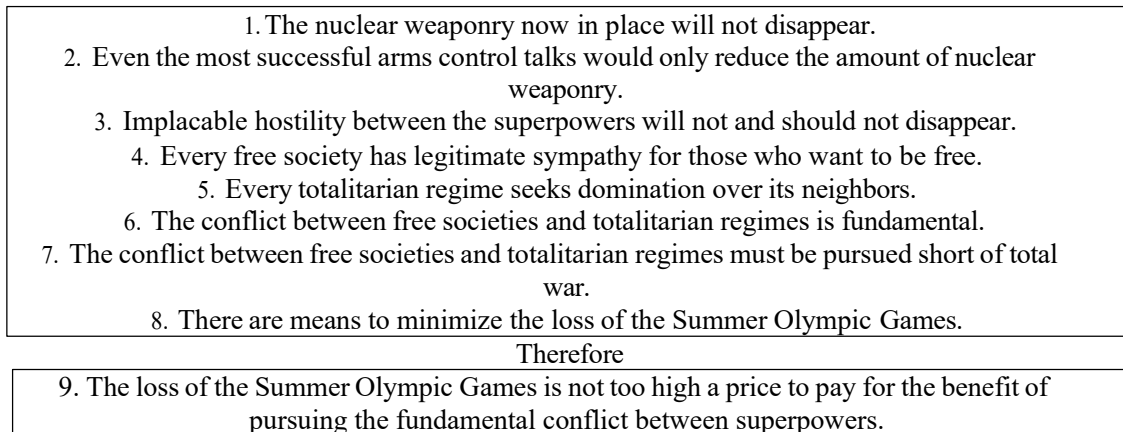 1. The nuclear weaponry now in place will not disappear.
2. Even the most successful arms control talks would only reduce the amount of nuclear
weaponry.
3. Implacable hostility between the superpowers will not and should not disappear.
4. Every free society has legitimate sympathy for those who want to be free.
5. Every totalitarian regime seeks domination over its neighbors.
6. The conflict between free societies and totalitarian regimes is fundamental.
7. The conflict between free societies and totalitarian regimes must be pursued short of total
war.
8. There are means to minimize the loss of the Summer Olympic Games.
Therefore
9. The loss of the Summer Olympic Games is not too high a price to pay for the benefit of
pursuing the fundamental conflict between superpowers.